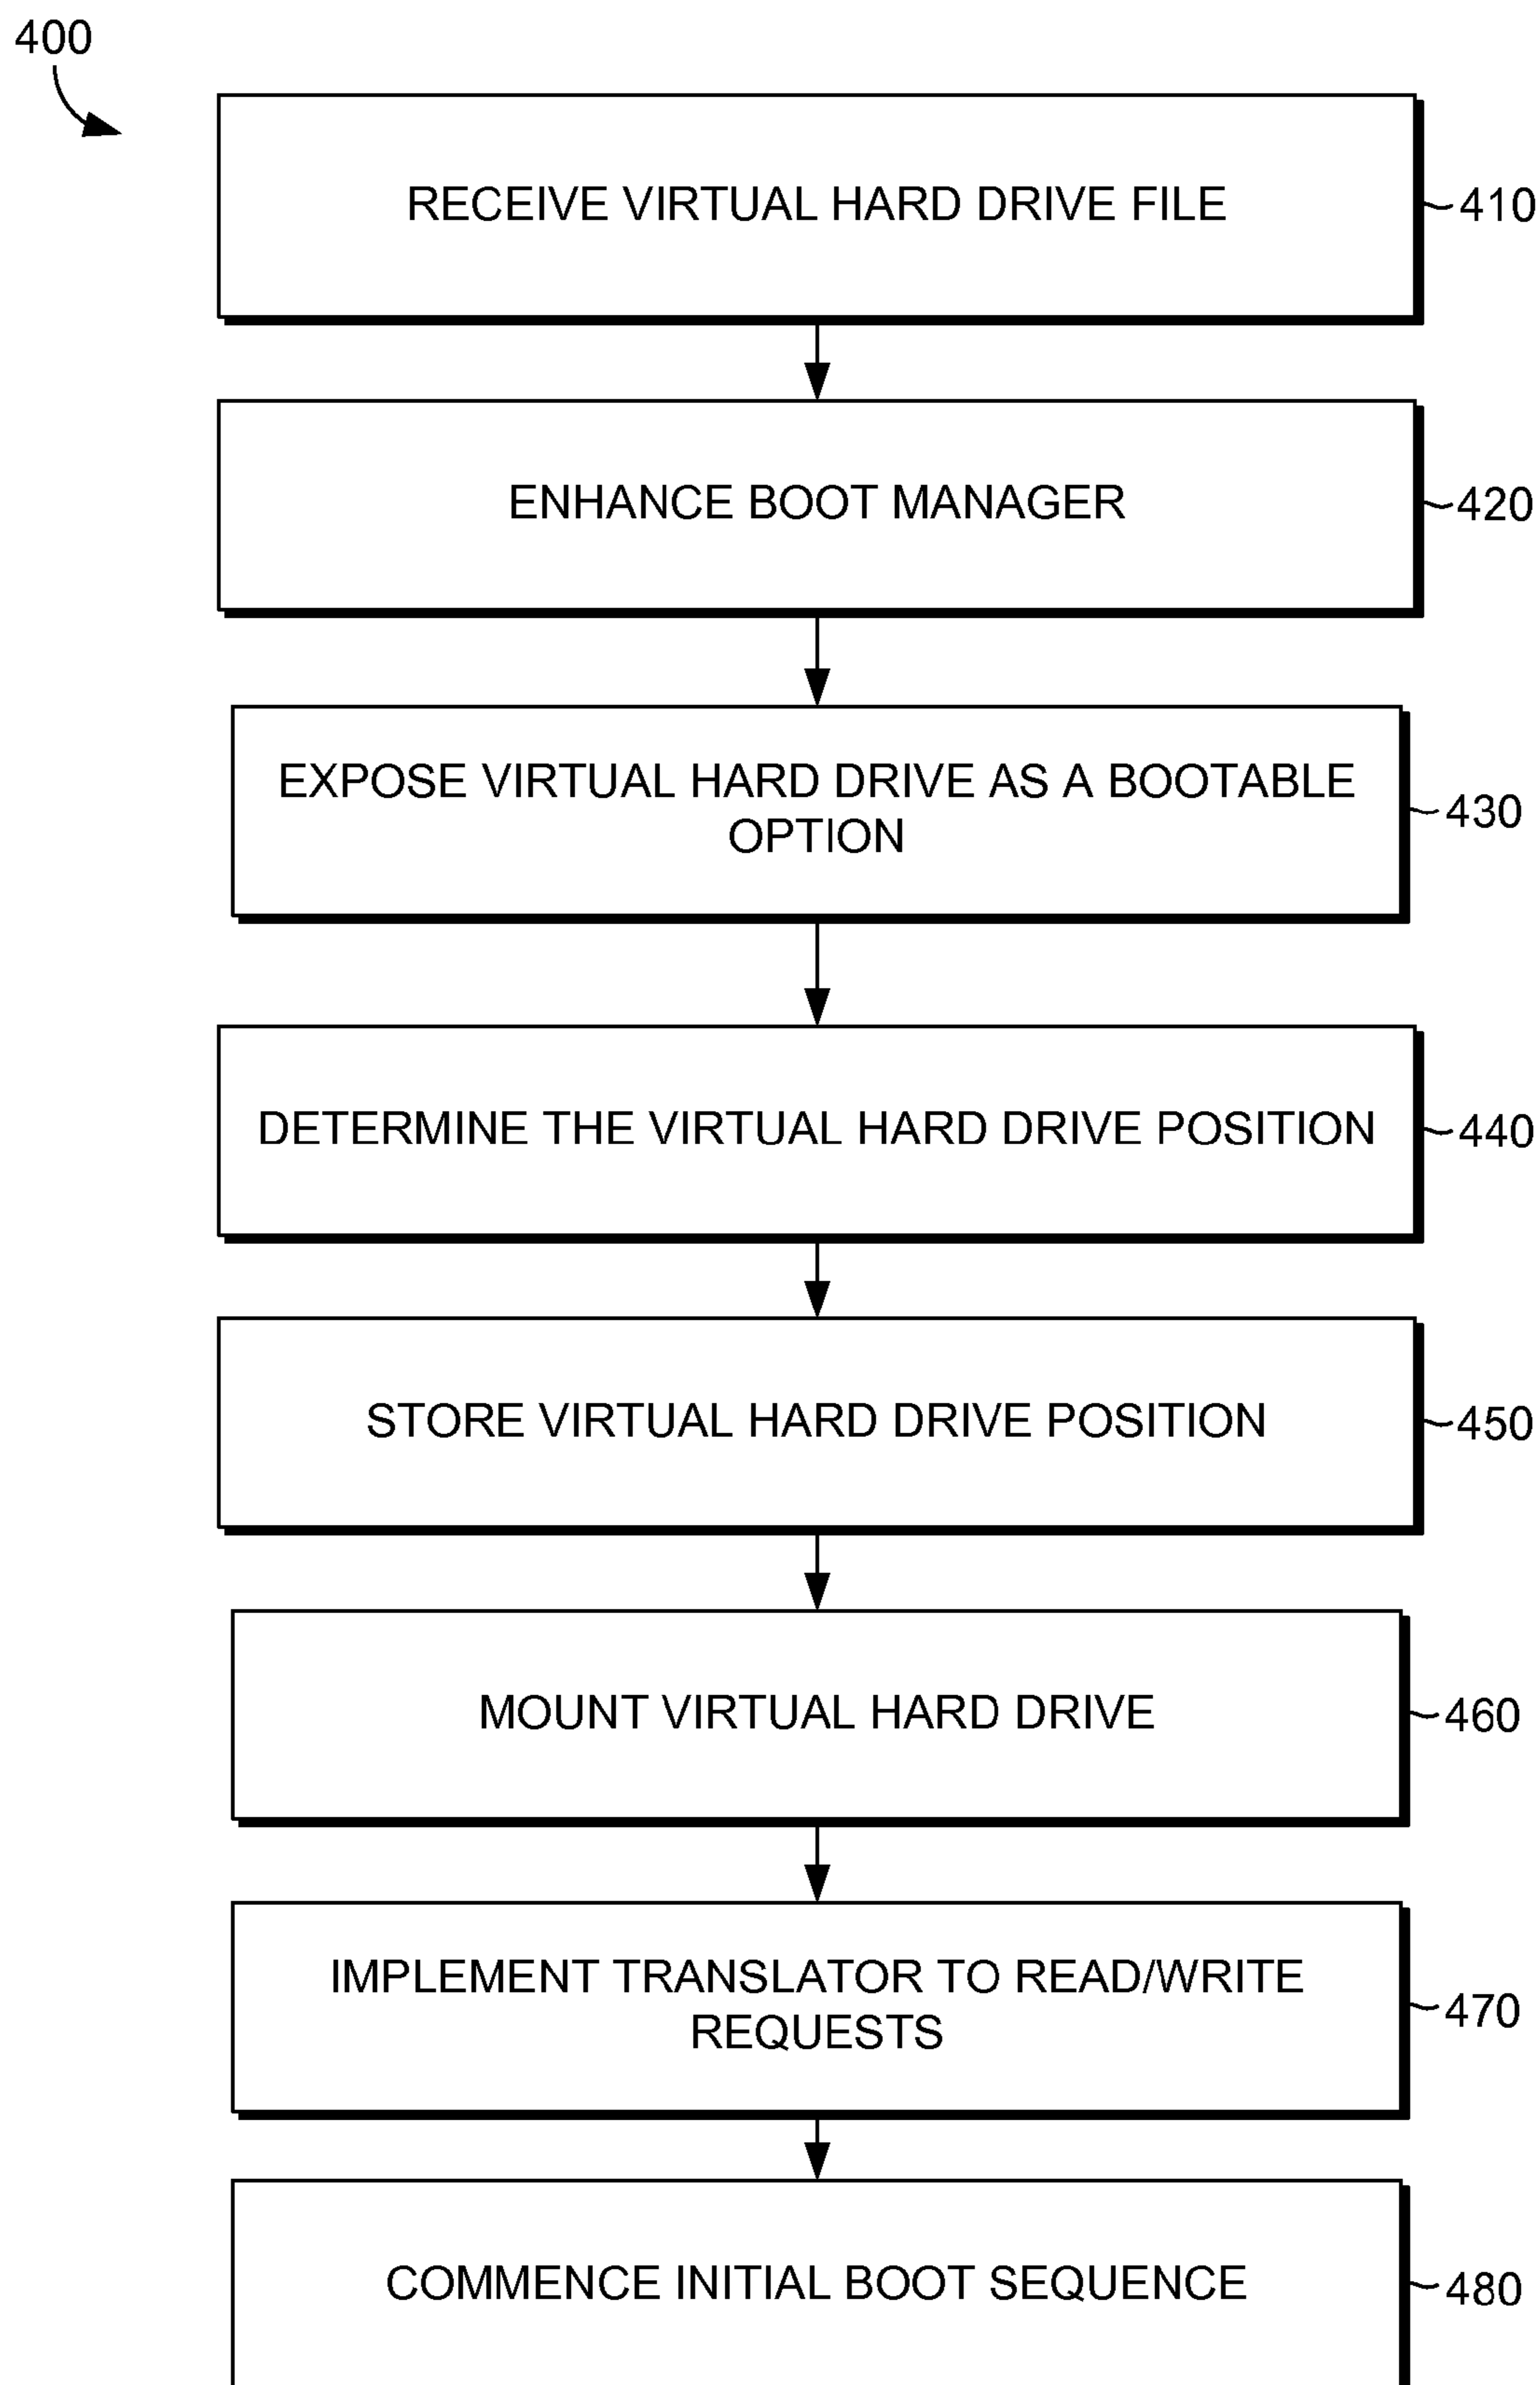 400
RECEIVE VIRTUAL HARD DRIVE FILE
410
ENHANCE BOOT MANAGER
420
EXPOSE VIRTUAL HARD DRIVE AS A BOOTABLE
OPTION
430
DETERMINE THE VIRTUAL HARD DRIVE POSITION
440
STORE VIRTUAL HARD DRIVE POSITION
450
MOUNT VIRTUAL HARD DRIVE
460
IMPLEMENT TRANSLATOR TO READ/WRITE
REQUESTS
470
COMMENCE INITIAL BOOT SEQUENCE
480